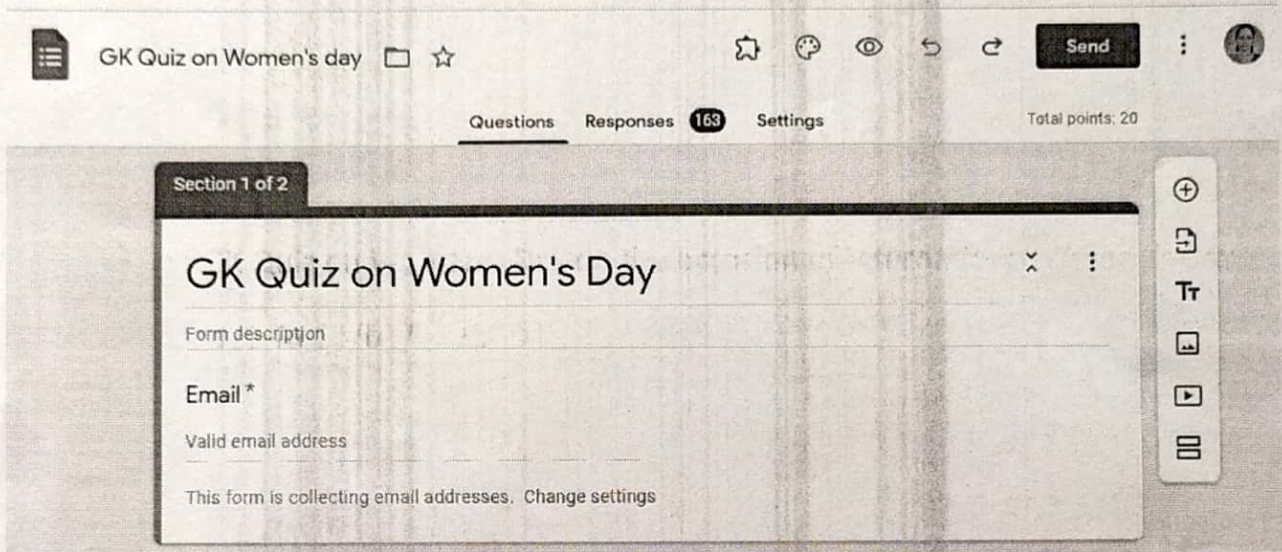 GK Quiz on Women's day
Send
Questions Responses 163 Settings
Total points: 20
Section 1 of 2
GK Quiz on Women's Day
Form description
Email *
Valid email address
This form is collecting email addresses. Change settings
Tт